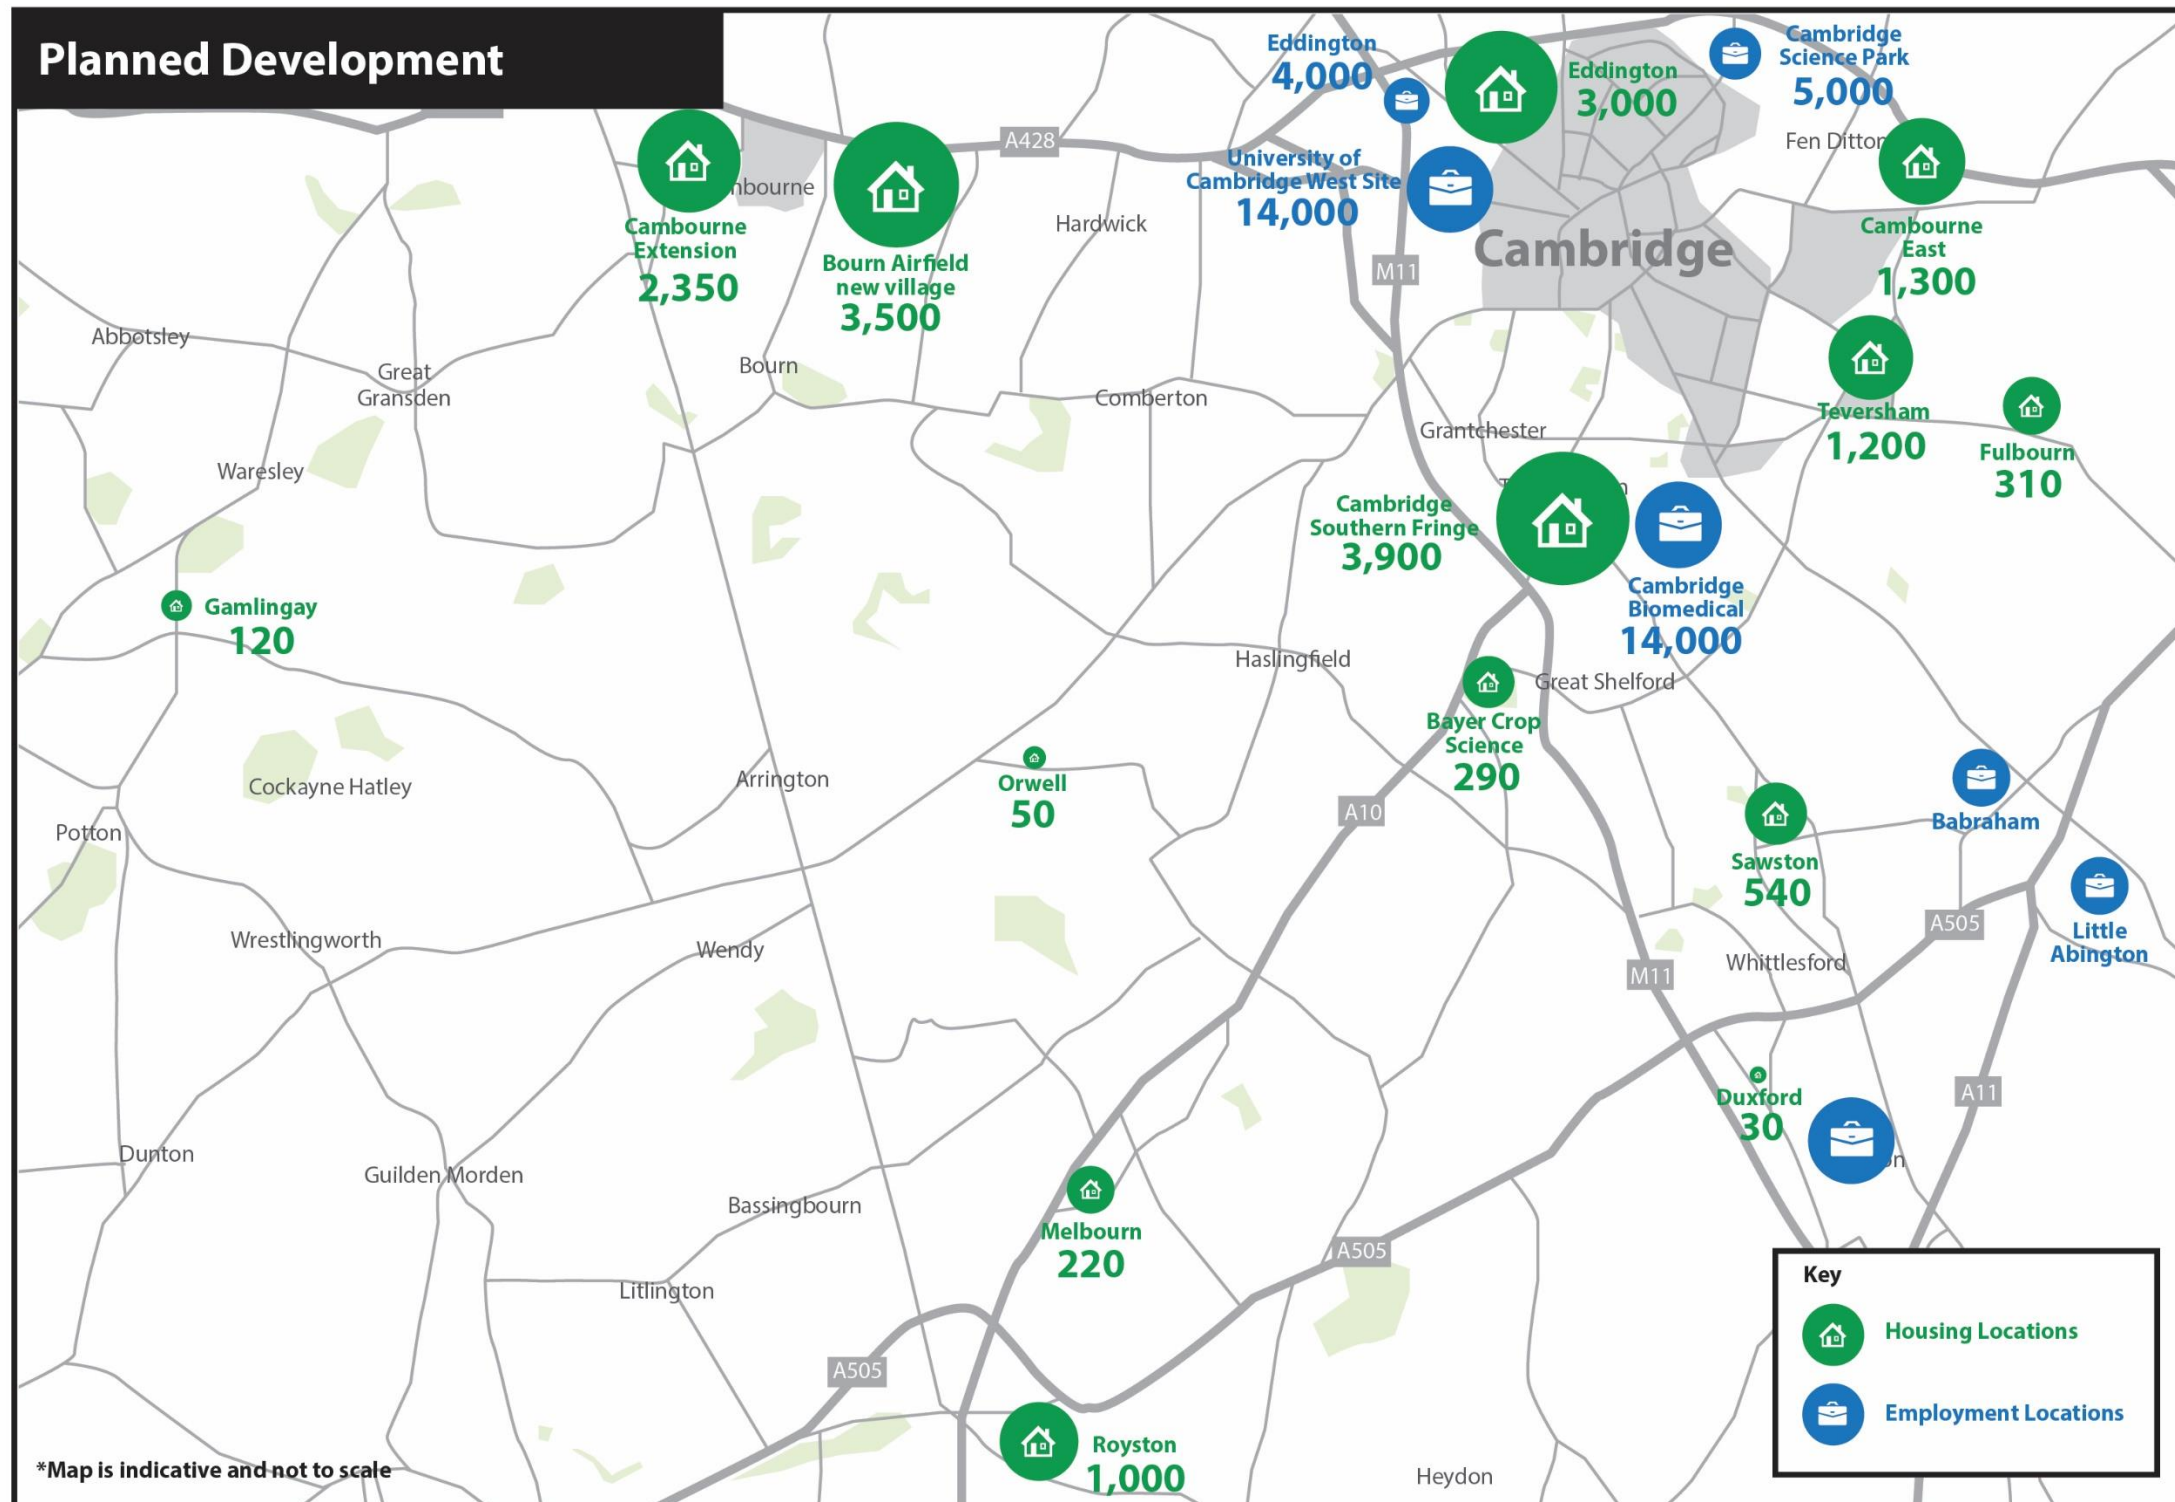 Planned Development
Eddington
4,000
Eddington
3,000
Cambridge
Science Park
5,000
Fen Ditton
A428
University of
Cambridge West Site
14,000
Cambourne
Extension
2,350
Bourn Airfield
new village
3,500
Hardwick
M11
Cambridge
Cambourne
East
1,300
Abbotsley
Great
Gransden
Bourn
Comberton
Grantchester
Teversham
1,200
Fulbourn
310
Waresley
Cambridge
Southern Fringe
3,900
Cambridge
Biomedical
14,000
Gamlingay
120
Haslingfield
Great Shelford
Bayer Crop
Science
290
Cockayne Hatley
Arrington
Orwell
50
A10
Potton
Babraham
Sawston
540
A505
Little
Abington
Wrestlingworth
Wendy
Whittlesford
M11
Duxford
30
A11
Dunton
Guilden Morden
Bassingbourn
Melbourn
220
A505
Litlington
A505
Royston
1,000
Heydon
Key
Housing Locations
Employment Locations
*Map is indicative and not to scale